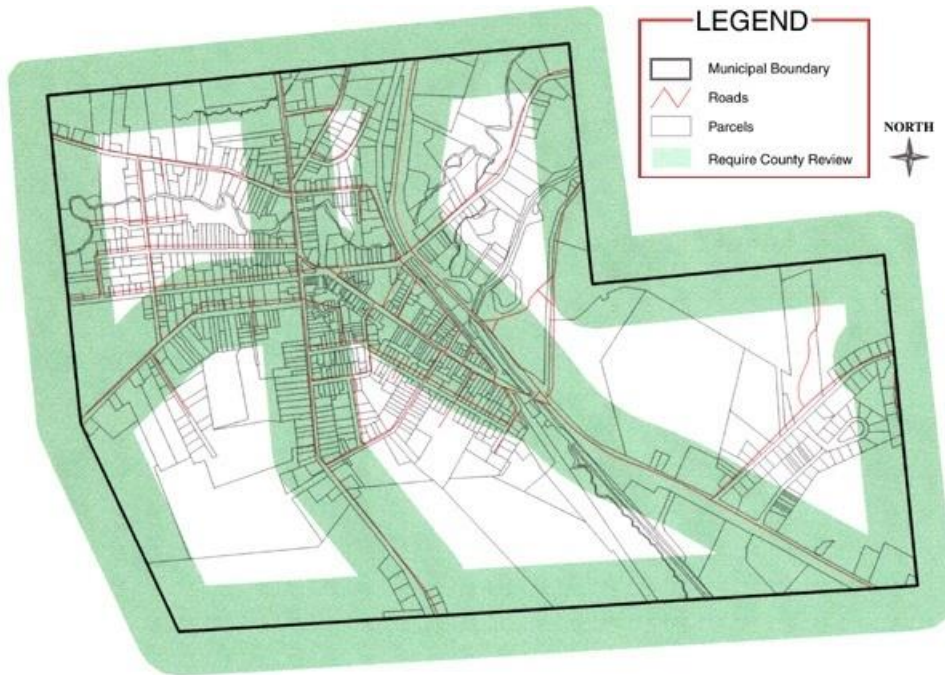 LEGEND
Municipal Boundary
Roads
Parcels
Require County Review
NORTH